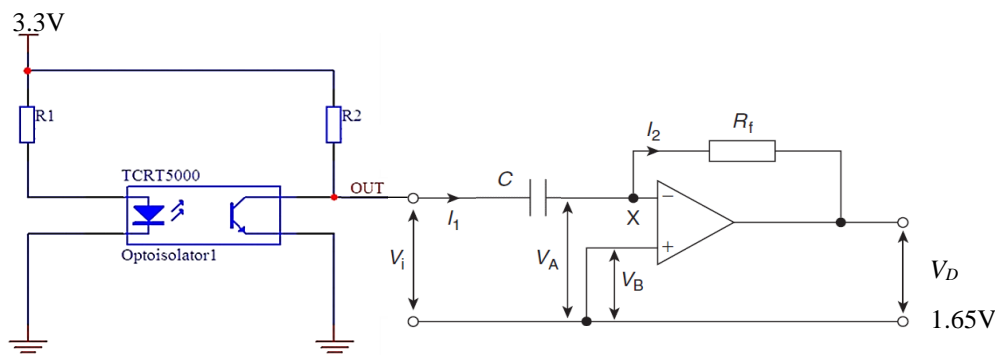 3.3V
R1
R2
TCRT5000
OUT
Optoisolator1
C
I1
I2
Rf
X
−
+
Vi
VA
VB
VD
1.65V